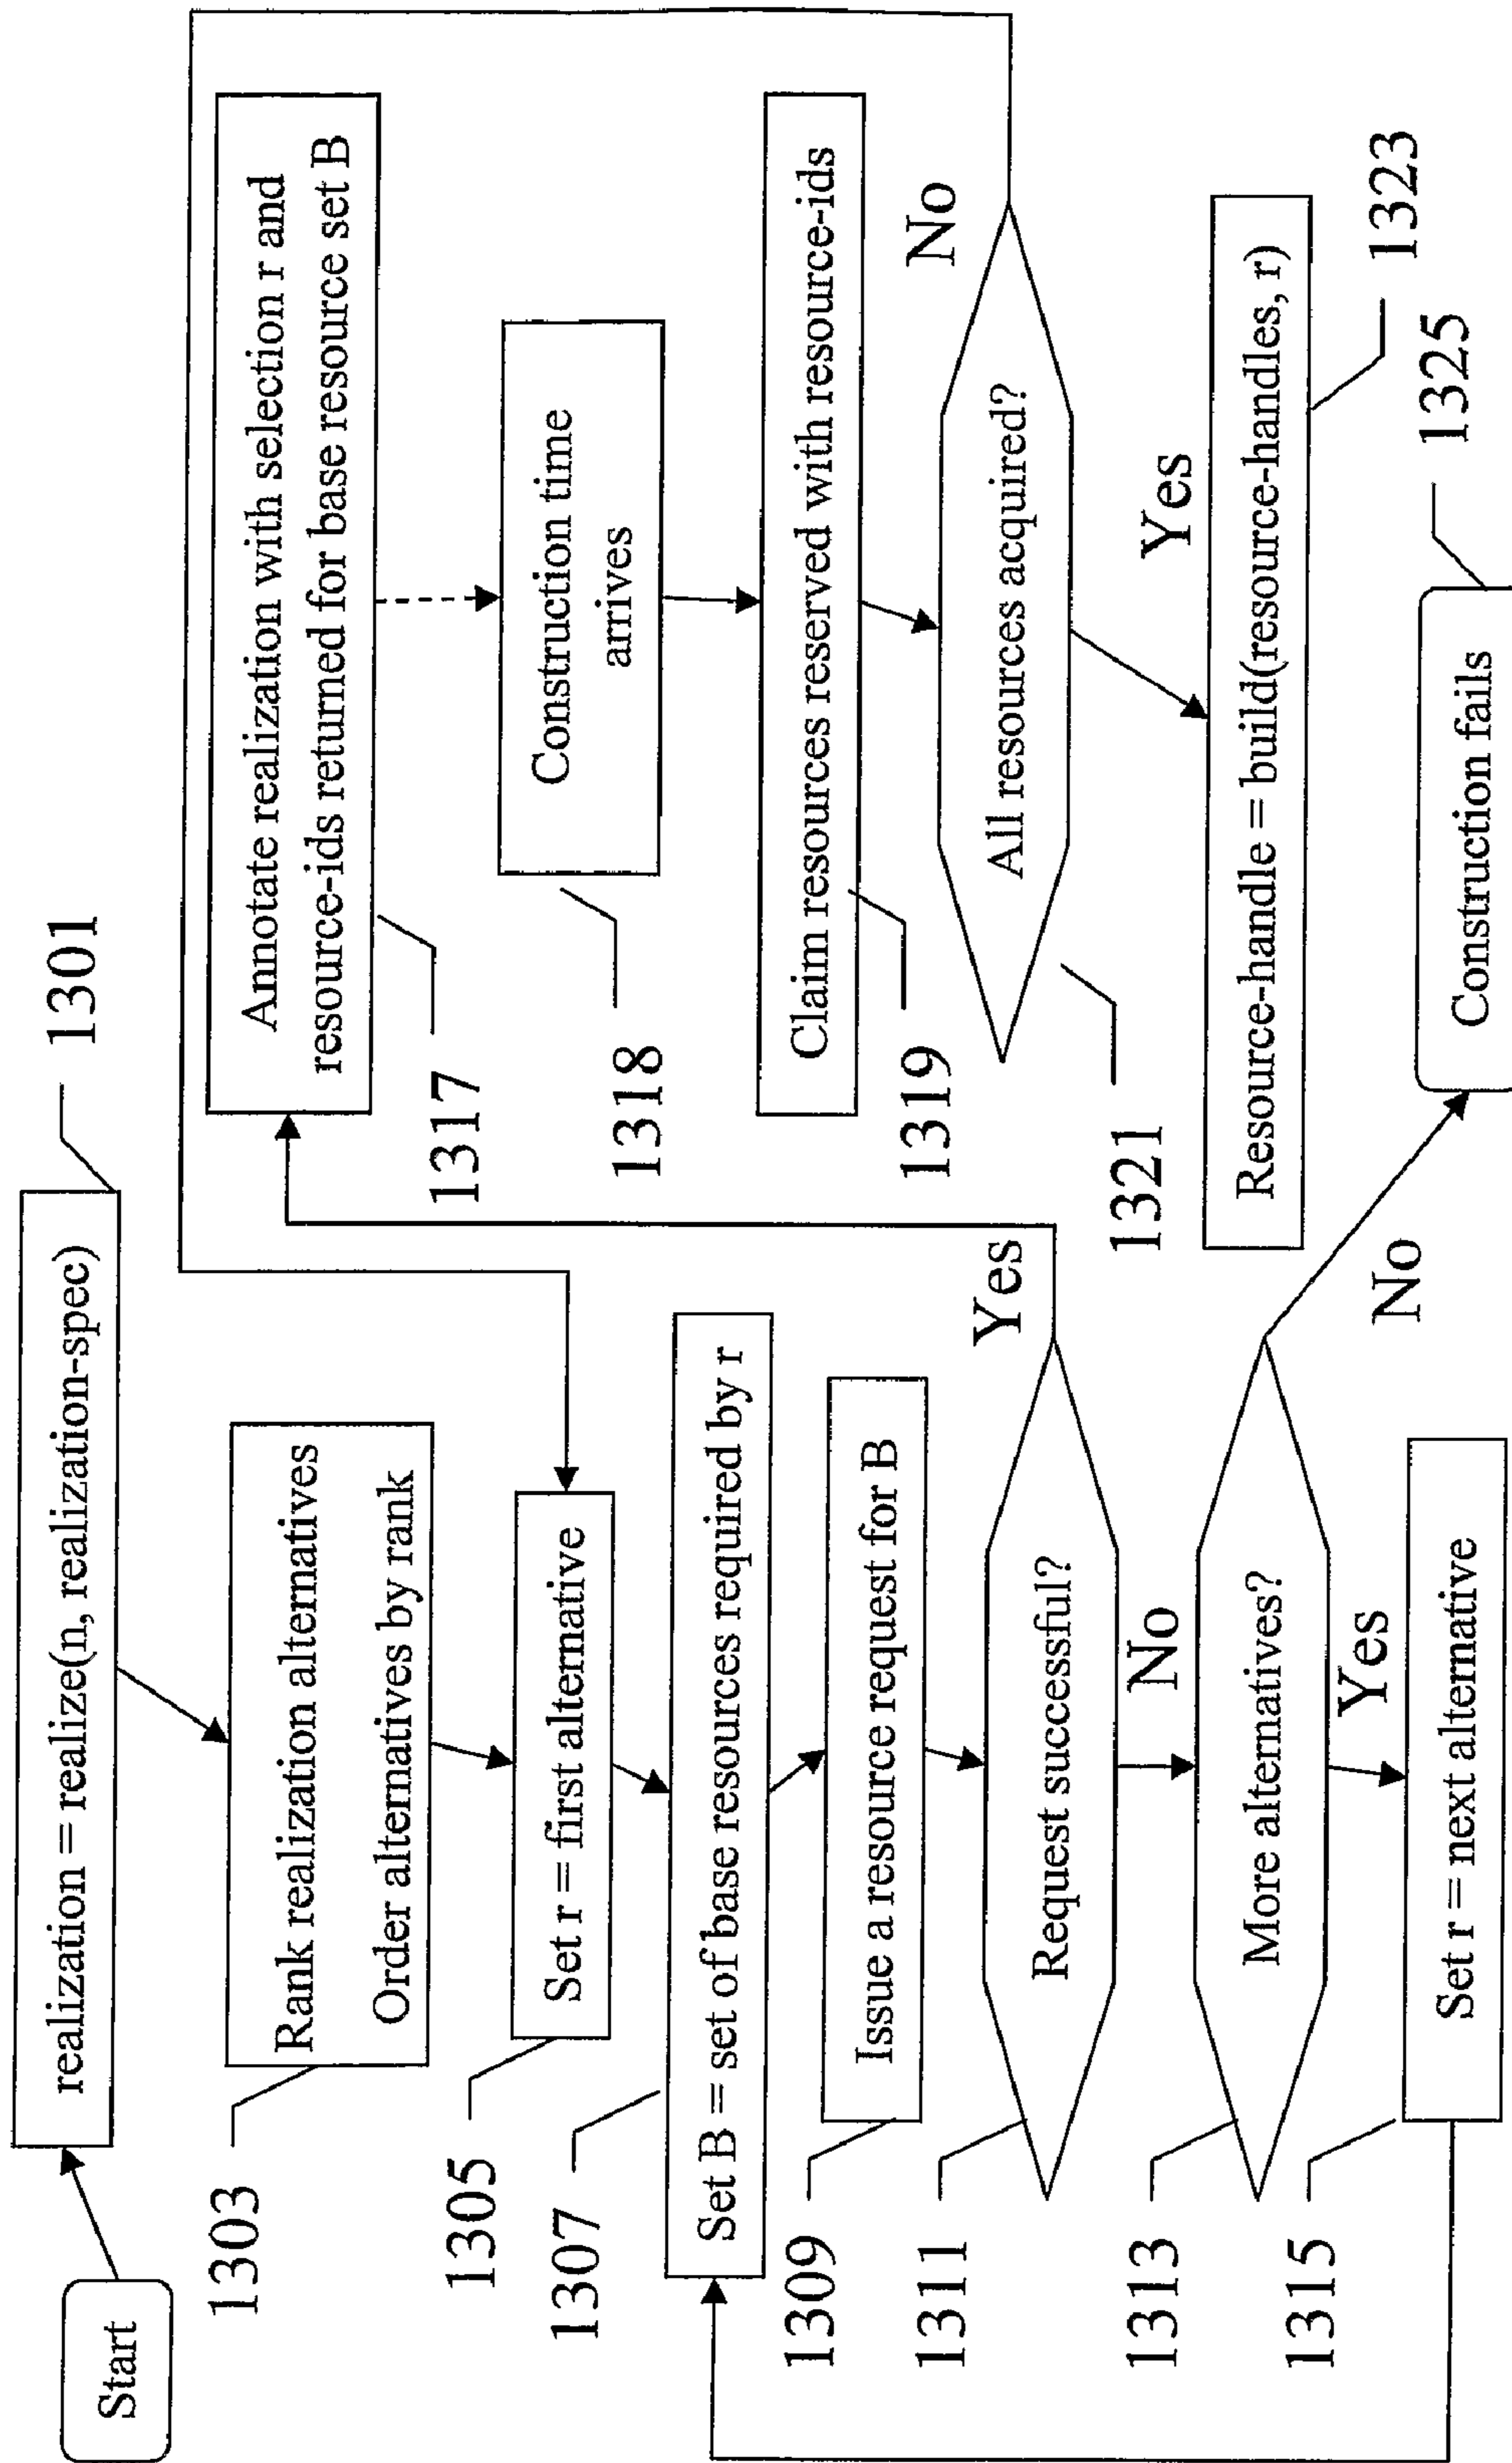 Start
realization = realize(n, realization-spec)
1301
Rank realization alternatives
Order alternatives by rank
1303
Set r = first alternative
1305
Set B = set of base resources required by r
1307
Issue a resource request for B
1309
Request successful?
1311
Yes
No
More alternatives?
1313
No
Yes
Set r = next alternative
1315
Annotate realization with selection r and
resource-ids returned for base resource set B
1317
Construction time
arrives
1318
Claim resources reserved with resource-ids
1319
All resources acquired?
1321
No
Yes
Resource-handle = build(resource-handles, r)
1323
Construction fails
1325